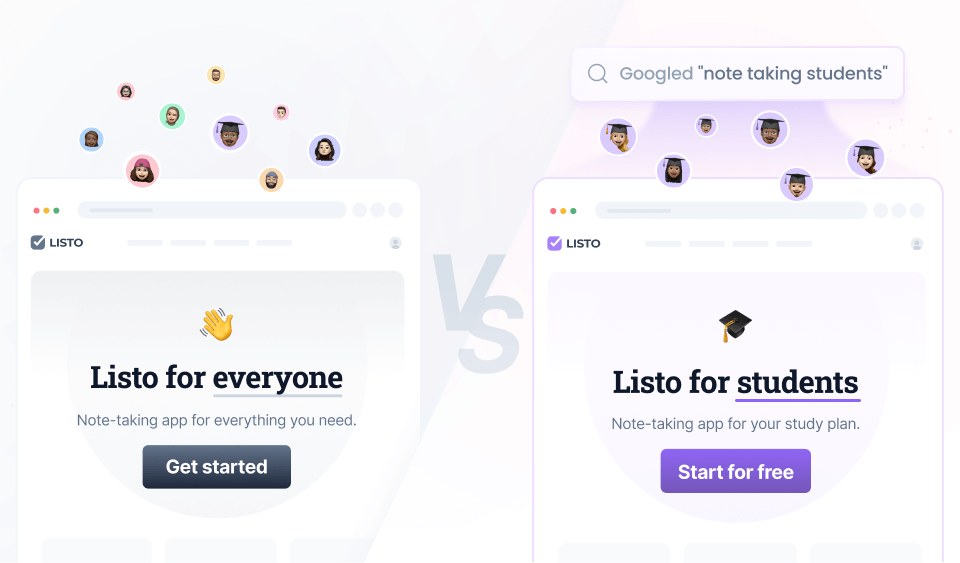 Googled "note taking students"
LISTO
Listo for everyone
Note-taking app for everything you need.
Get started
VS
LISTO
Listo for students
Note-taking app for your study plan.
Start for free